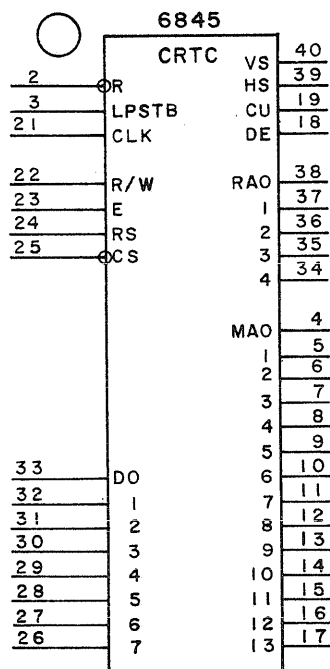 6845
CRTC
2 R
3 LPSTB
21 CLK
22 R/W
23 E
24 RS
25 CS
33 D0
32 1
31 2
30 3
29 4
28 5
27 6
26 7
VS 40
HS 39
CU 19
DE 18
RA0 38
1 37
2 36
3 35
4 34
MA0 4
1 5
2 6
3 7
4 8
5 9
6 10
7 11
8 12
9 13
10 14
11 15
12 16
13 17